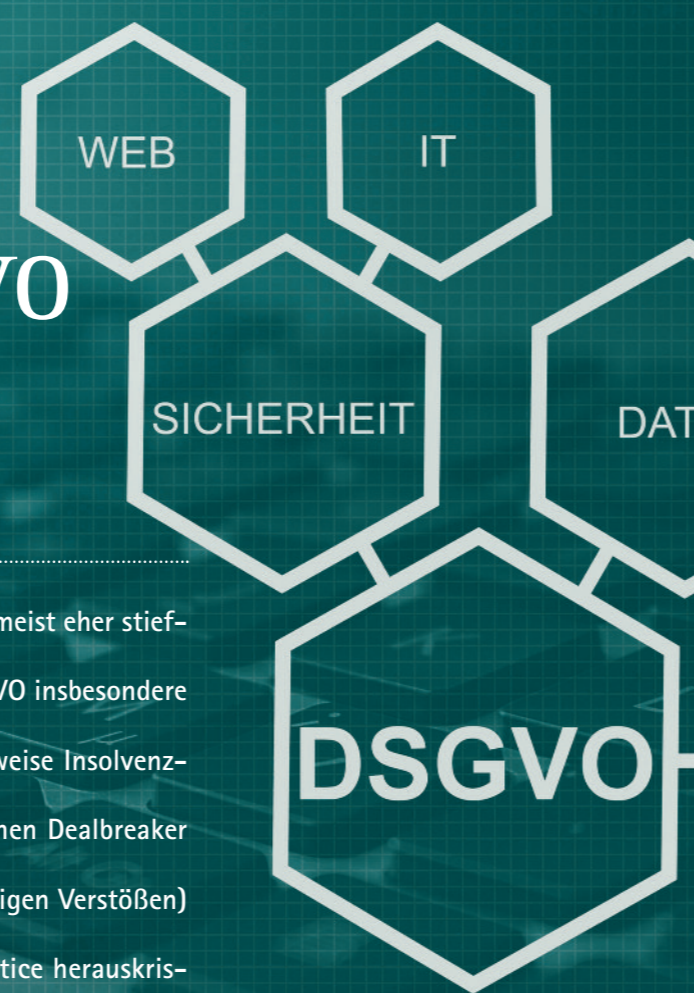 WEB
IT
VO
SICHERHEIT
DAT
meist eher stief-
VO insbesondere
weise Insolvenz-
nen Dealbreaker
igen Verstößen)
tice herauskris-
DSGVO